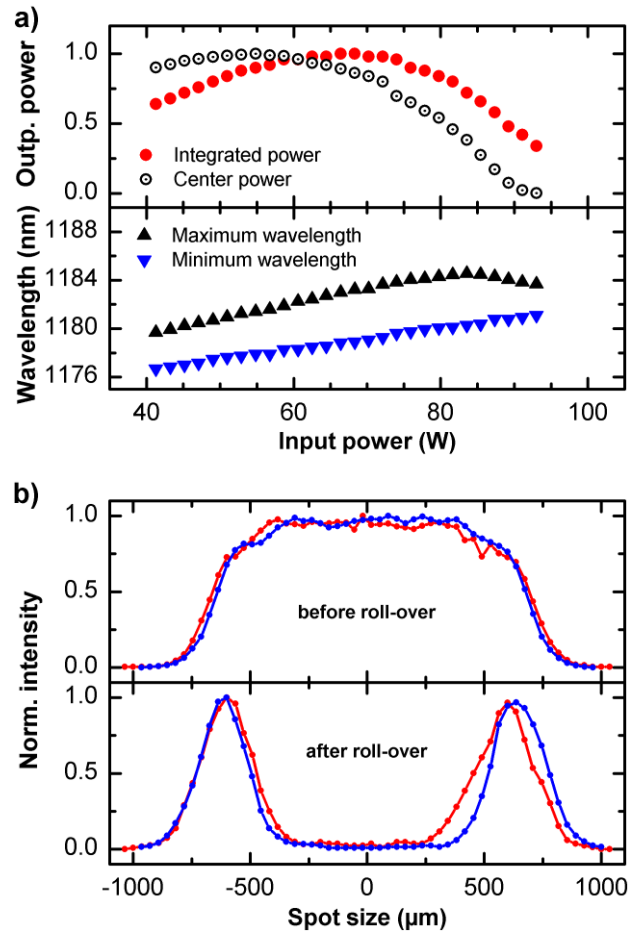 a)
Outp. power
1.0
0.5
0.0
Integrated power
Center power
Wavelength (nm)
1188
1184
1180
1176
Maximum wavelength
Minimum wavelength
40 60 80 100
Input power (W)
b)
Norm. intensity
1.0
0.5
0.0
before roll-over
1.0
0.5
0.0
after roll-over
-1000 -500 0 500 1000
Spot size (µm)